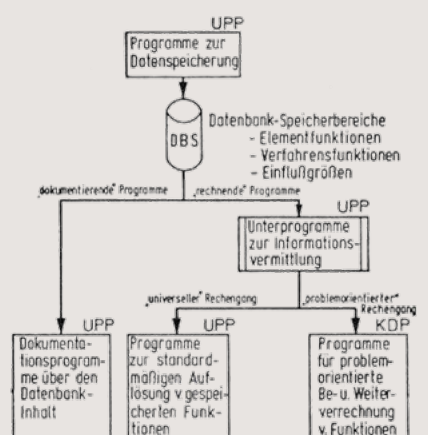 UPP
Programme zur
Datenspeicherung
DBS
Datenbank-Speicherbereiche
- Elementfunktionen
- Verfahrensfunktionen
- Einflußgrößen
„dokumentierende" Programme
„rechnende" Programme
UPP
Unterprogramme
zur Informations-
vermittlung
„universeller" Rechengang
„problemorientierter"
Rechengang
UPP
Dokumenta-
tionsprogram-
me über den
Datenbank-
Inhalt
UPP
Programme
zur standard-
mäßigen Auf-
lösung v. gespei-
cherten Funk-
tionen
KDP
Programme
für problem-
orientierte
Be- u. Weiter-
verrechnung
v. Funktionen